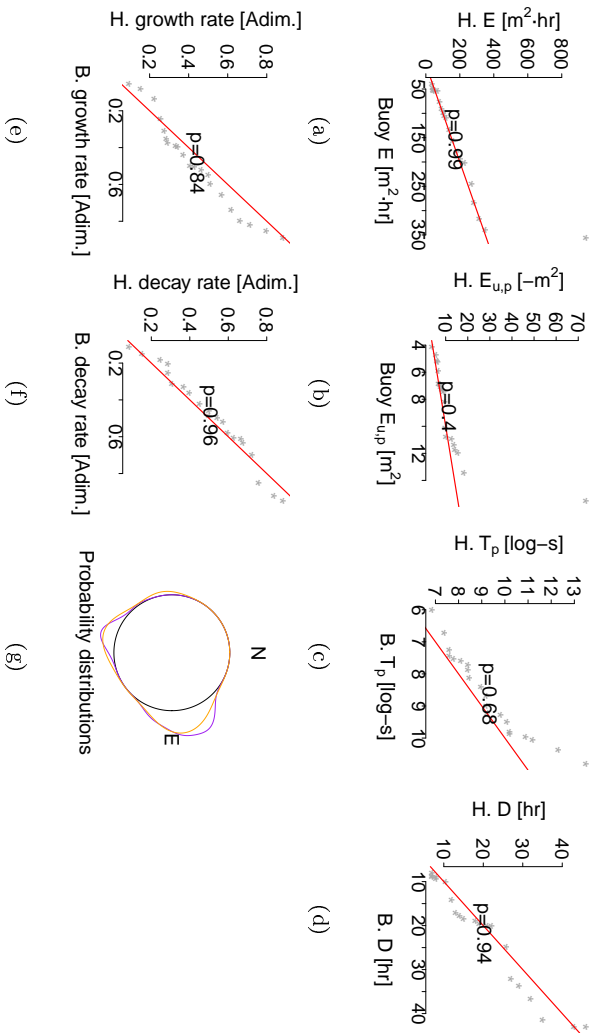 H. E [m²·hr]
0 200 400 800
50 150 250 350
Buoy E [m²·hr]
p=0.99
(a)
H. E_{u,p} [−m²]
10 20 30 50 70
4 6 8 12
Buoy E_{u,p} [m²]
p=0.4
(b)
H. T_p [log−s]
7 8 9 10 11 12 13
6 7 8 9 10
B. T_p [log−s]
p=0.68
(c)
H. D [hr]
10 20 30 40
10 20 30 40
B. D [hr]
p=0.94
(d)
H. growth rate [Adim.]
0.2 0.4 0.6 0.8
0.2 0.6
B. growth rate [Adim.]
p=0.84
(e)
H. decay rate [Adim.]
0.2 0.4 0.6 0.8
0.2 0.6
B. decay rate [Adim.]
p=0.96
(f)
N
E
Probability distributions
(g)